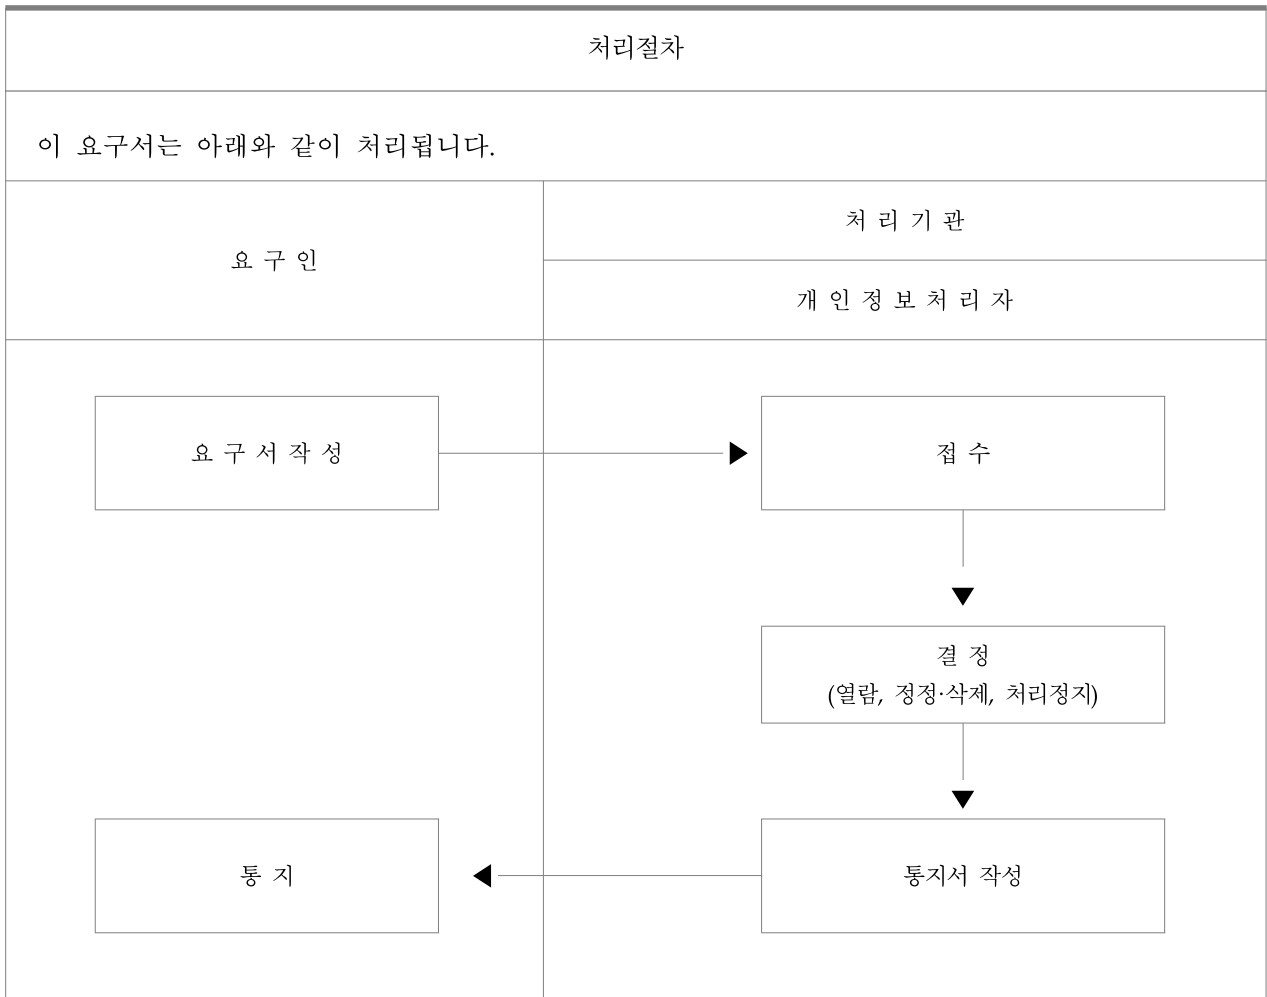 처리절차
이 요구서는 아래와 같이 처리됩니다.
요 구 인
처 리 기 관
개 인 정 보 처 리 자
요 구 서 작 성
접 수
결 정
(열람, 정정·삭제, 처리정지)
통 지
통지서 작성